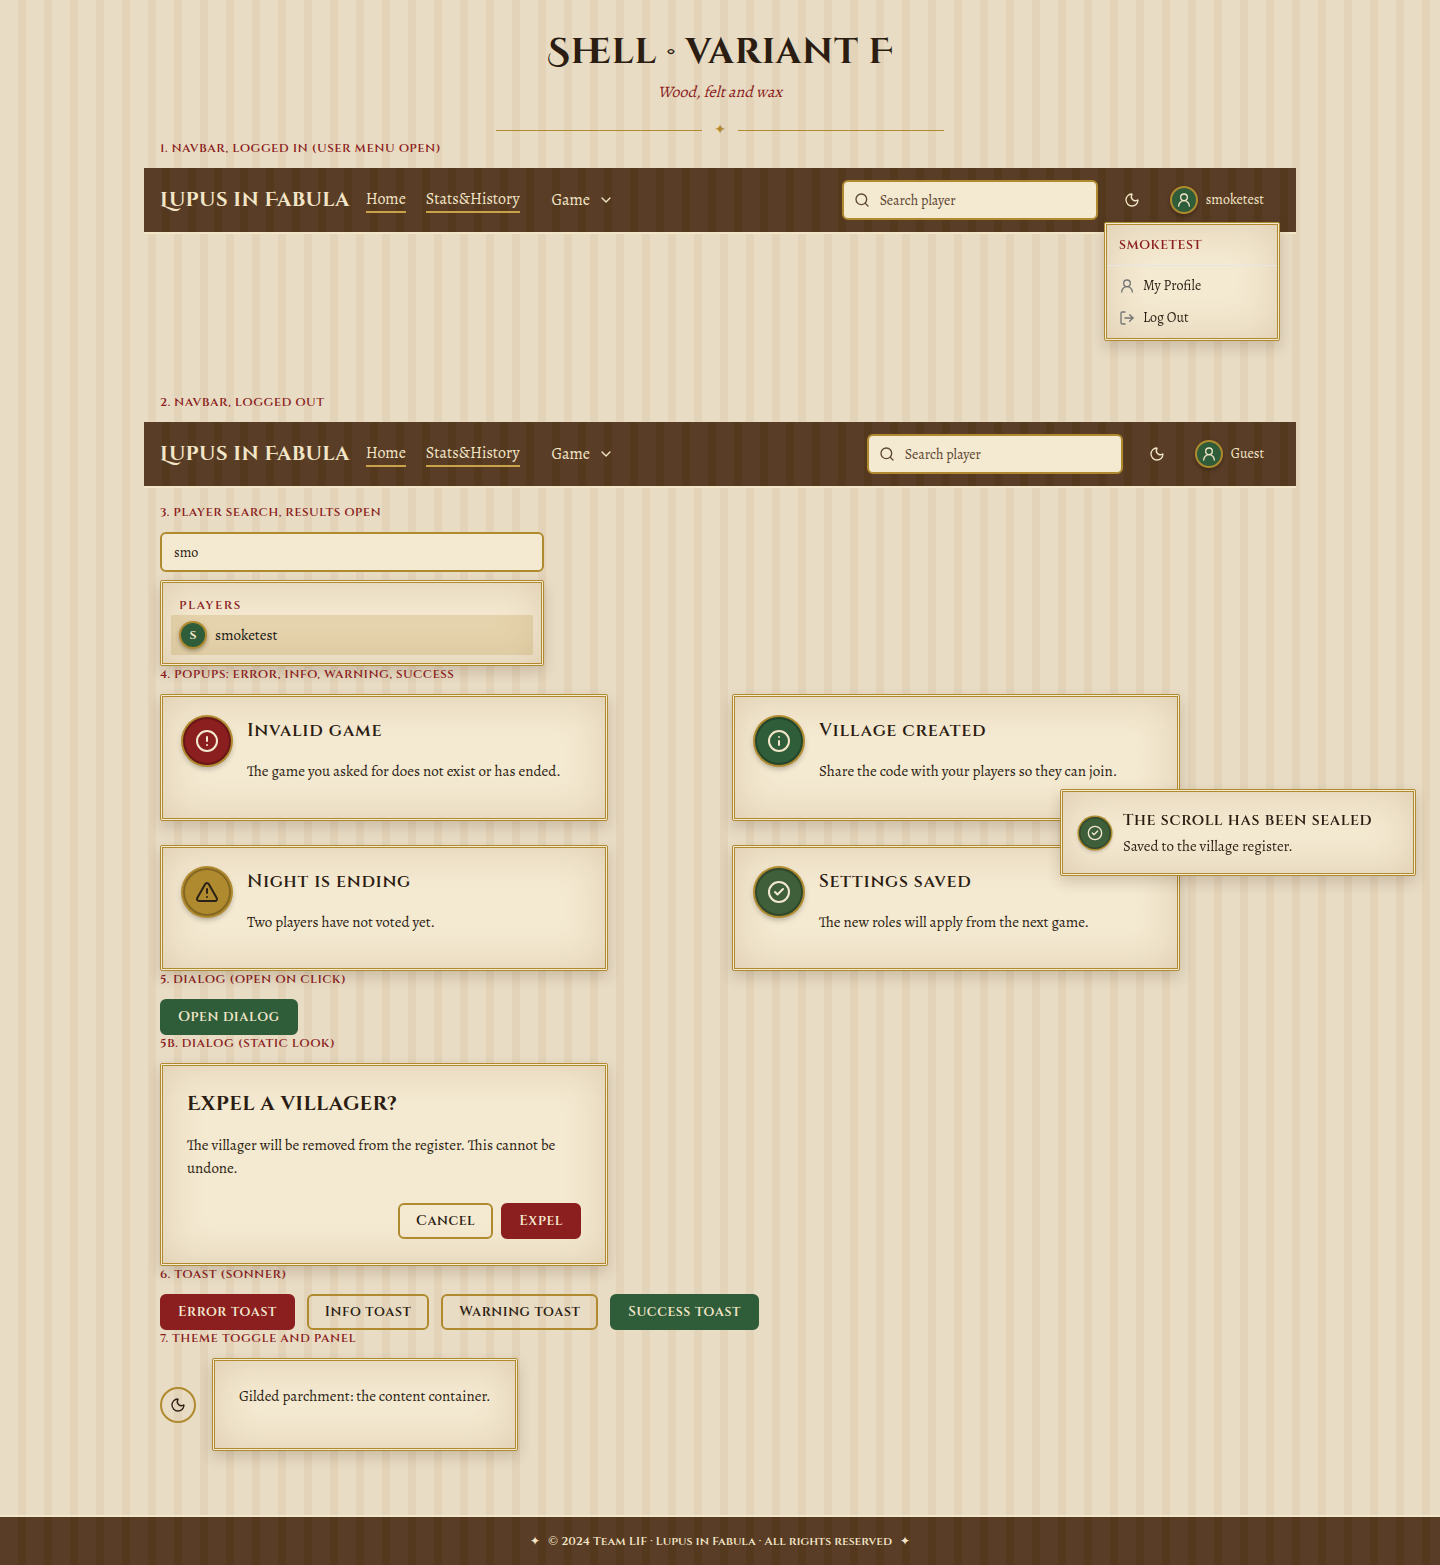 Shell · variant F
Wood, felt and wax
1. Navbar, logged in (user menu open)
Lupus in Fabula Home Stats&History Game Search player smoketest
smoketest
My Profile
Log Out
2. Navbar, logged out
Lupus in Fabula Home Stats&History Game Search player Guest
3. Player search, results open
smo
Players
S smoketest
4. Popups: error, info, warning, success
Invalid game
The game you asked for does not exist or has ended.
Village created
Share the code with your players so they can join.
The scroll has been sealed
Saved to the village register.
Night is ending
Two players have not voted yet.
Settings saved
The new roles will apply from the next game.
5. Dialog (open on click)
Open dialog
5b. Dialog (static look)
Expel a villager?
The villager will be removed from the register. This cannot be
undone.
Cancel Expel
6. Toast (sonner)
Error toast Info toast Warning toast Success toast
7. Theme toggle and panel
Gilded parchment: the content container.
✦ © 2024 Team LIF · Lupus in Fabula · All rights reserved ✦